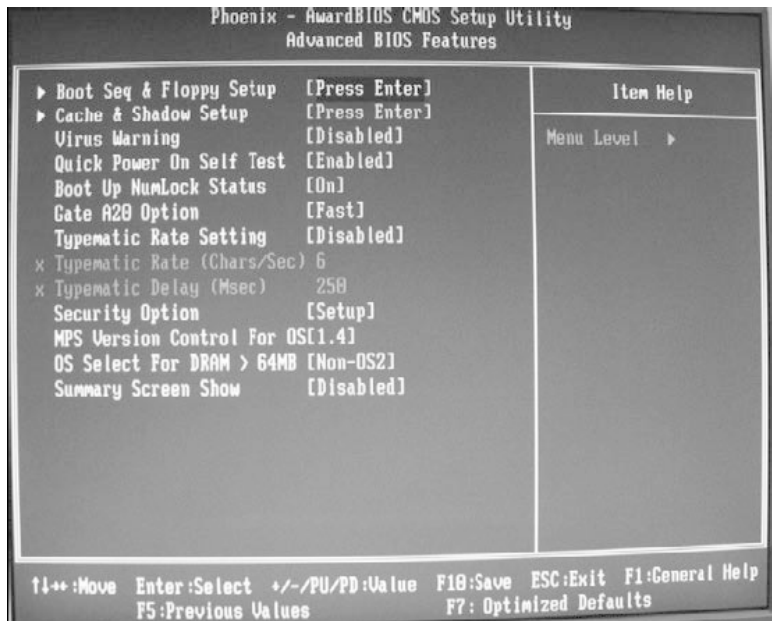 Phoenix - AwardBIOS CMOS Setup Utility
Advanced BIOS Features
▶ Boot Seq & Floppy Setup [Press Enter]
▶ Cache & Shadow Setup [Press Enter]
Virus Warning [Disabled]
Quick Power On Self Test [Enabled]
Boot Up NumLock Status [On]
Gate A20 Option [Fast]
Typematic Rate Setting [Disabled]
x Typematic Rate (Chars/Sec) 6
x Typematic Delay (Msec) 250
Security Option [Setup]
MPS Version Control For OS[1.4]
OS Select For DRAM > 64MB [Non-OS2]
Summary Screen Show [Disabled]
Item Help
Menu Level ▶
↑↓→←:Move Enter:Select +/-/PU/PD:Value F10:Save ESC:Exit F1:General Help
F5:Previous Values F7: Optimized Defaults